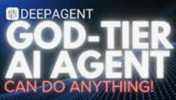 DEEPAGENT
GOD-TIER
AI AGENT
CAN DO ANYTHING!